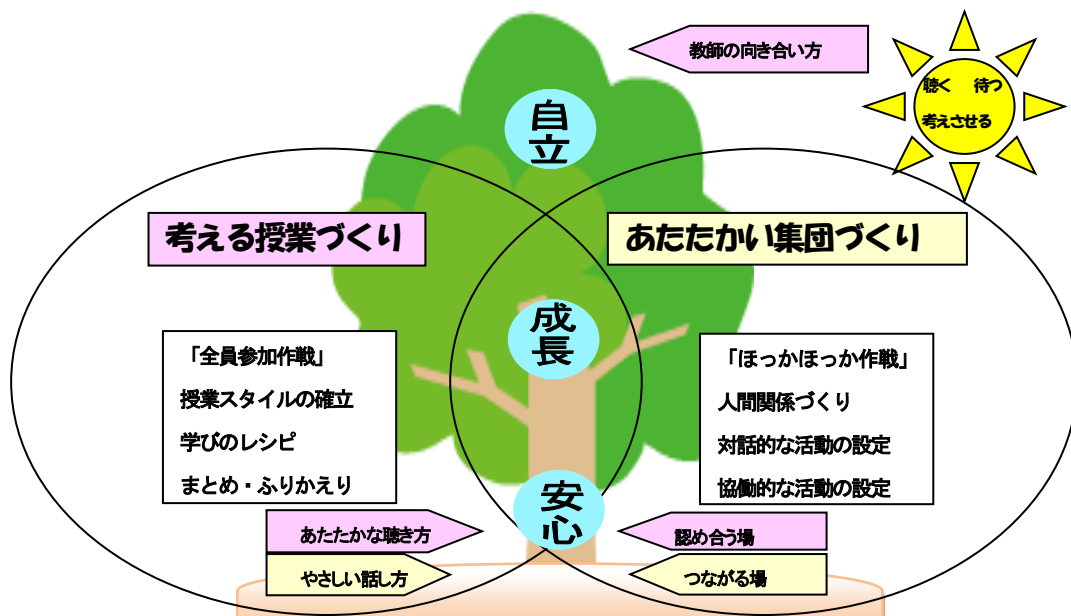 教師の向き合い方
聴く 待つ
考えさせる
自立
考える授業づくり
あたたかい集団づくり
成長
「全員参加作戦」
授業スタイルの確立
学びのレシピ
まとめ・ふりかえり
「ほっかほっか作戦」
人間関係づくり
対話的な活動の設定
協働的な活動の設定
安心
あたたかな聴き方
やさしい話し方
認め合う場
つながる場